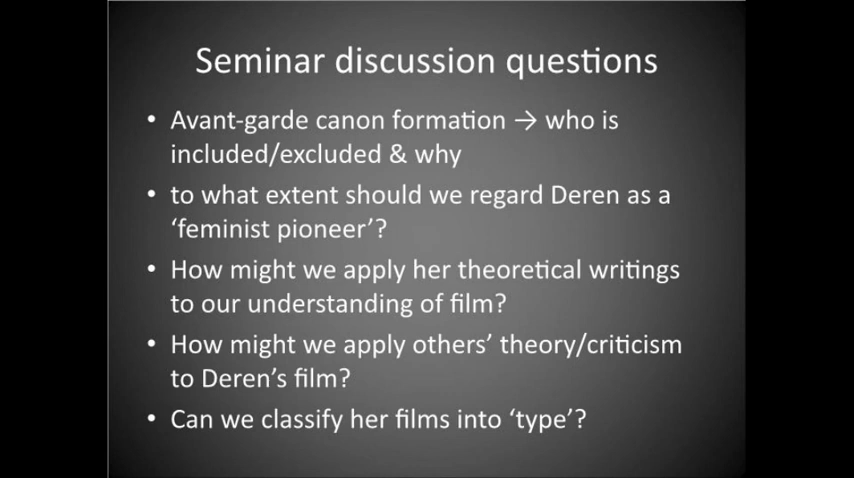 Seminar discussion questions
• Avant-garde canon formation → who is
included/excluded & why
• to what extent should we regard Deren as a
‘feminist pioneer’?
• How might we apply her theoretical writings
to our understanding of film?
• How might we apply others’ theory/criticism
to Deren’s film?
• Can we classify her films into ‘type’?